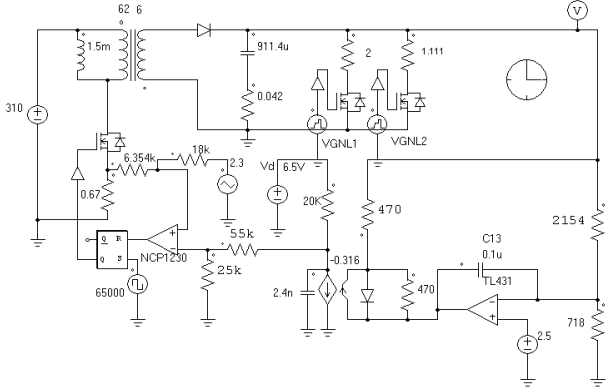 62 6
V
1.5m
911.4u
2
1.111
310
0.042
VGNL1
VGNL2
18k
6.354k
2.3
Vd
6.5V
0.67
20K
470
2154
55k
C13
Q R
Q S
NCP1230
-0.316
0.1u
25k
TL431
65000
2.4n
470
718
2.5